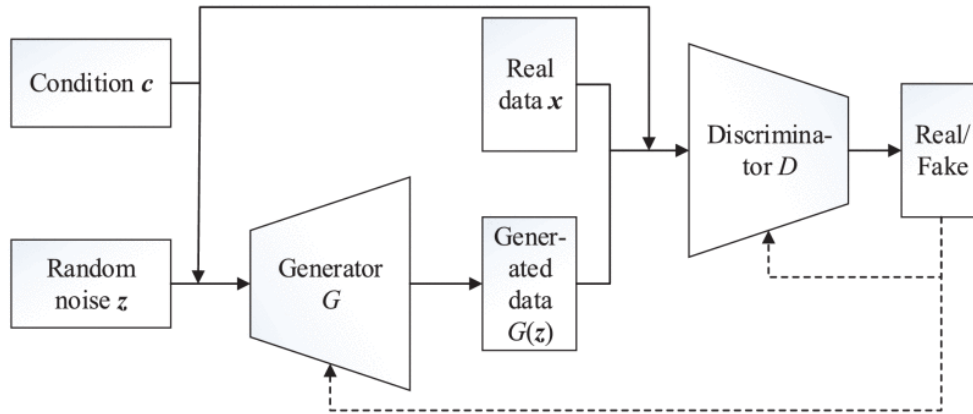 Condition c
Real
data x
Discrimina-
tor D
Real/
Fake
Random
noise z
Generator
G
Gener-
ated
data
G(z)